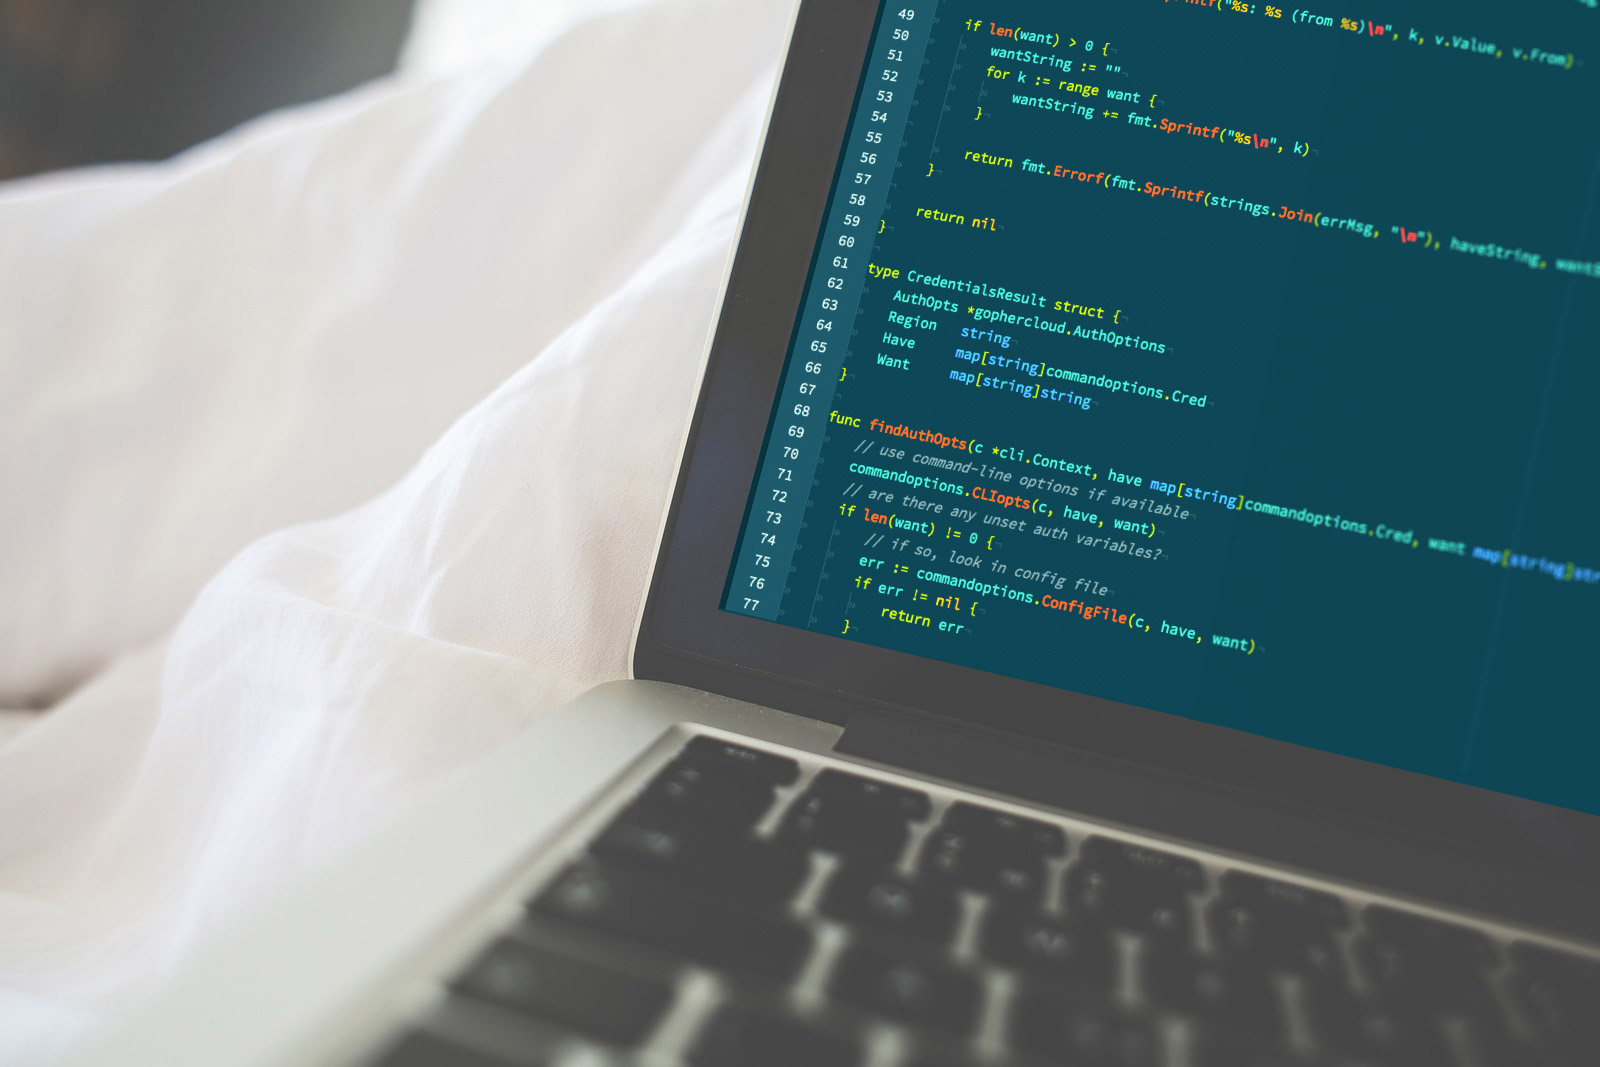 ("%s: %s (from %s)\n", k, v.Value, v.From)
49 if len(want) > 0 {
50 wantString := ""
51 for k := range want {
52 wantString += fmt.Sprintf("%s\n", k)
53 }
54
55 return fmt.Errorf(fmt.Sprintf(strings.Join(errMsg, "\n"), haveString,
56 }
57
58 return nil
59 }
60
61 type CredentialsResult struct {
62 AuthOpts *gophercloud.AuthOptions
63 Region string
64 Have map[string]commandoptions.Cred
65 Want map[string]string
66 }
67
68 func findAuthOpts(c *cli.Context, have map[string]commandoptions.Cred, want map[string]
69 // use command-line options if available
70 commandoptions.CLIopts(c, have, want)
71 // are there any unset auth variables?
72 if len(want) != 0 {
73 // if so, look in config file
74 err := commandoptions.ConfigFile(c, have, want)
75 if err != nil {
76 return err
77 }